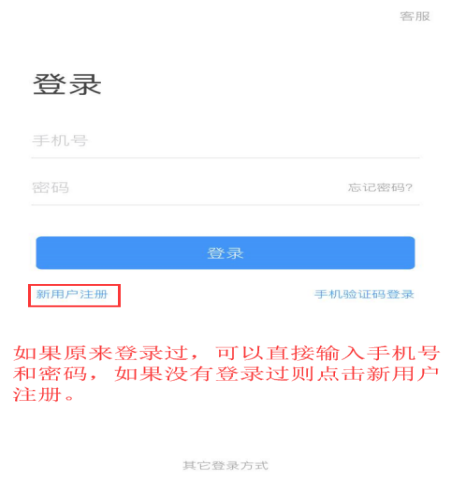 客服
登录
手机号
密码 忘记密码?
登录
新用户注册 手机验证码登录
如果原来登录过，可以直接输入手机号
和密码，如果没有登录过则点击新用户
注册。
其它登录方式